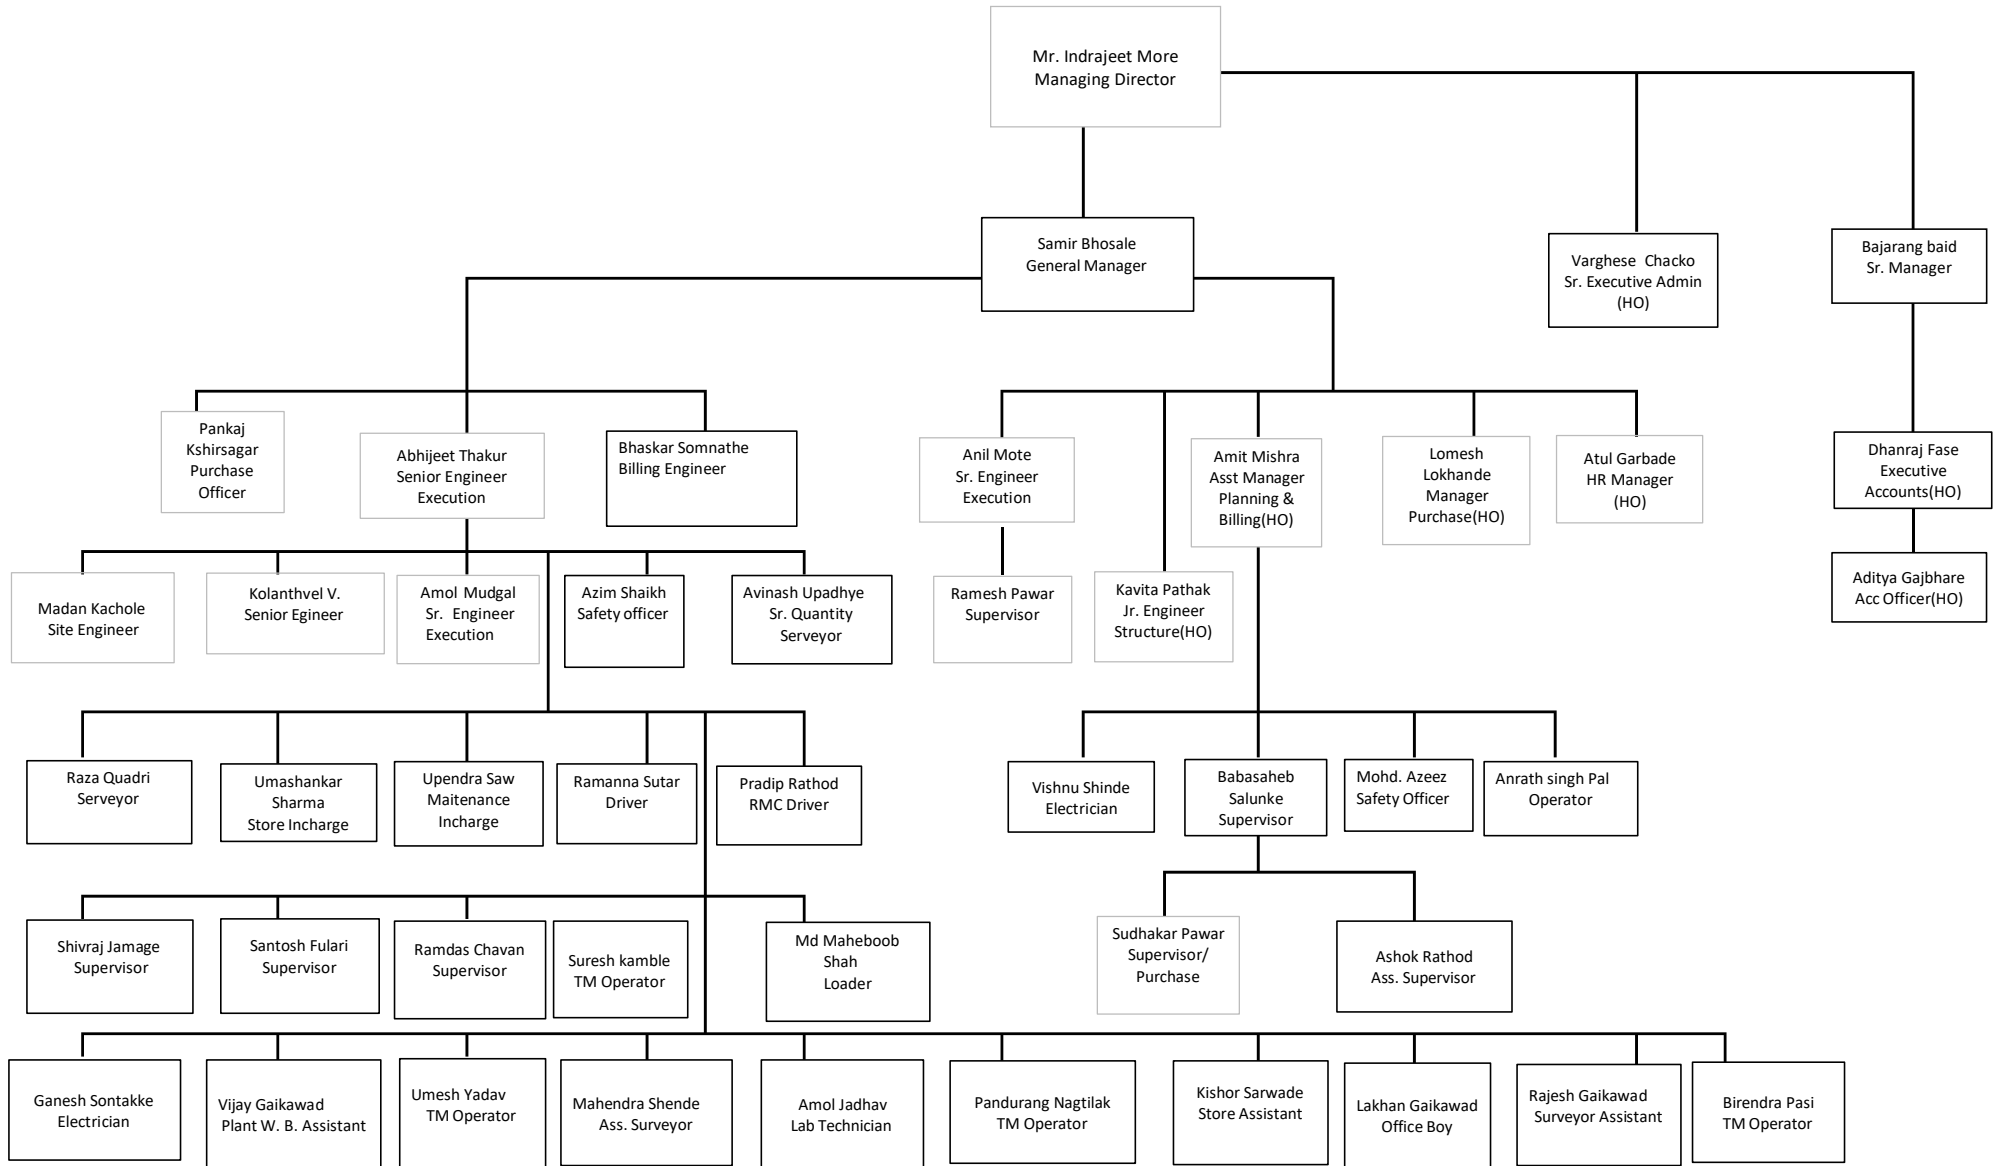 Mr. Indrajeet More
Managing Director
Samir Bhosale
General Manager
Varghese  Chacko
Sr. Executive Admin
(HO)
Bajarang baid
Sr. Manager
Pankaj
Kshirsagar
Purchase
Officer
Abhijeet Thakur
Senior Engineer
Execution
Bhaskar Somnathe
Billing Engineer
Anil Mote
Sr. Engineer
Execution
Amit Mishra
Asst Manager
Planning &
Billing(HO)
Lomesh
Lokhande
Manager
Purchase(HO)
Atul Garbade
HR Manager
(HO)
Dhanraj Fase
Executive
Accounts(HO)
Madan Kachole
Site Engineer
Kolanthvel V.
Senior Egineer
Amol Mudgal
Sr.  Engineer
Execution
Azim Shaikh
Safety officer
Avinash Upadhye
Sr. Quantity
Serveyor
Ramesh Pawar
Supervisor
Kavita Pathak
Jr. Engineer
Structure(HO)
Aditya Gajbhare
Acc Officer(HO)
Raza Quadri
Serveyor
Umashankar
Sharma
Store Incharge
Upendra Saw
Maitenance
Incharge
Ramanna Sutar
Driver
Pradip Rathod
RMC Driver
Vishnu Shinde
Electrician
Babasaheb
Salunke
Supervisor
Mohd. Azeez
Safety Officer
Anrath singh Pal
Operator
Shivraj Jamage
Supervisor
Santosh Fulari
Supervisor
Ramdas Chavan
Supervisor
Suresh kamble
TM Operator
Md Maheboob
Shah
Loader
Sudhakar Pawar
Supervisor/
Purchase
Ashok Rathod
Ass. Supervisor
Ganesh Sontakke
Electrician
Vijay Gaikawad
Plant W. B. Assistant
Umesh Yadav
TM Operator
Mahendra Shende
Ass. Surveyor
Amol Jadhav
Lab Technician
Pandurang Nagtilak
TM Operator
Kishor Sarwade
Store Assistant
Lakhan Gaikawad
Office Boy
Rajesh Gaikawad
Surveyor Assistant
Birendra Pasi
TM Operator